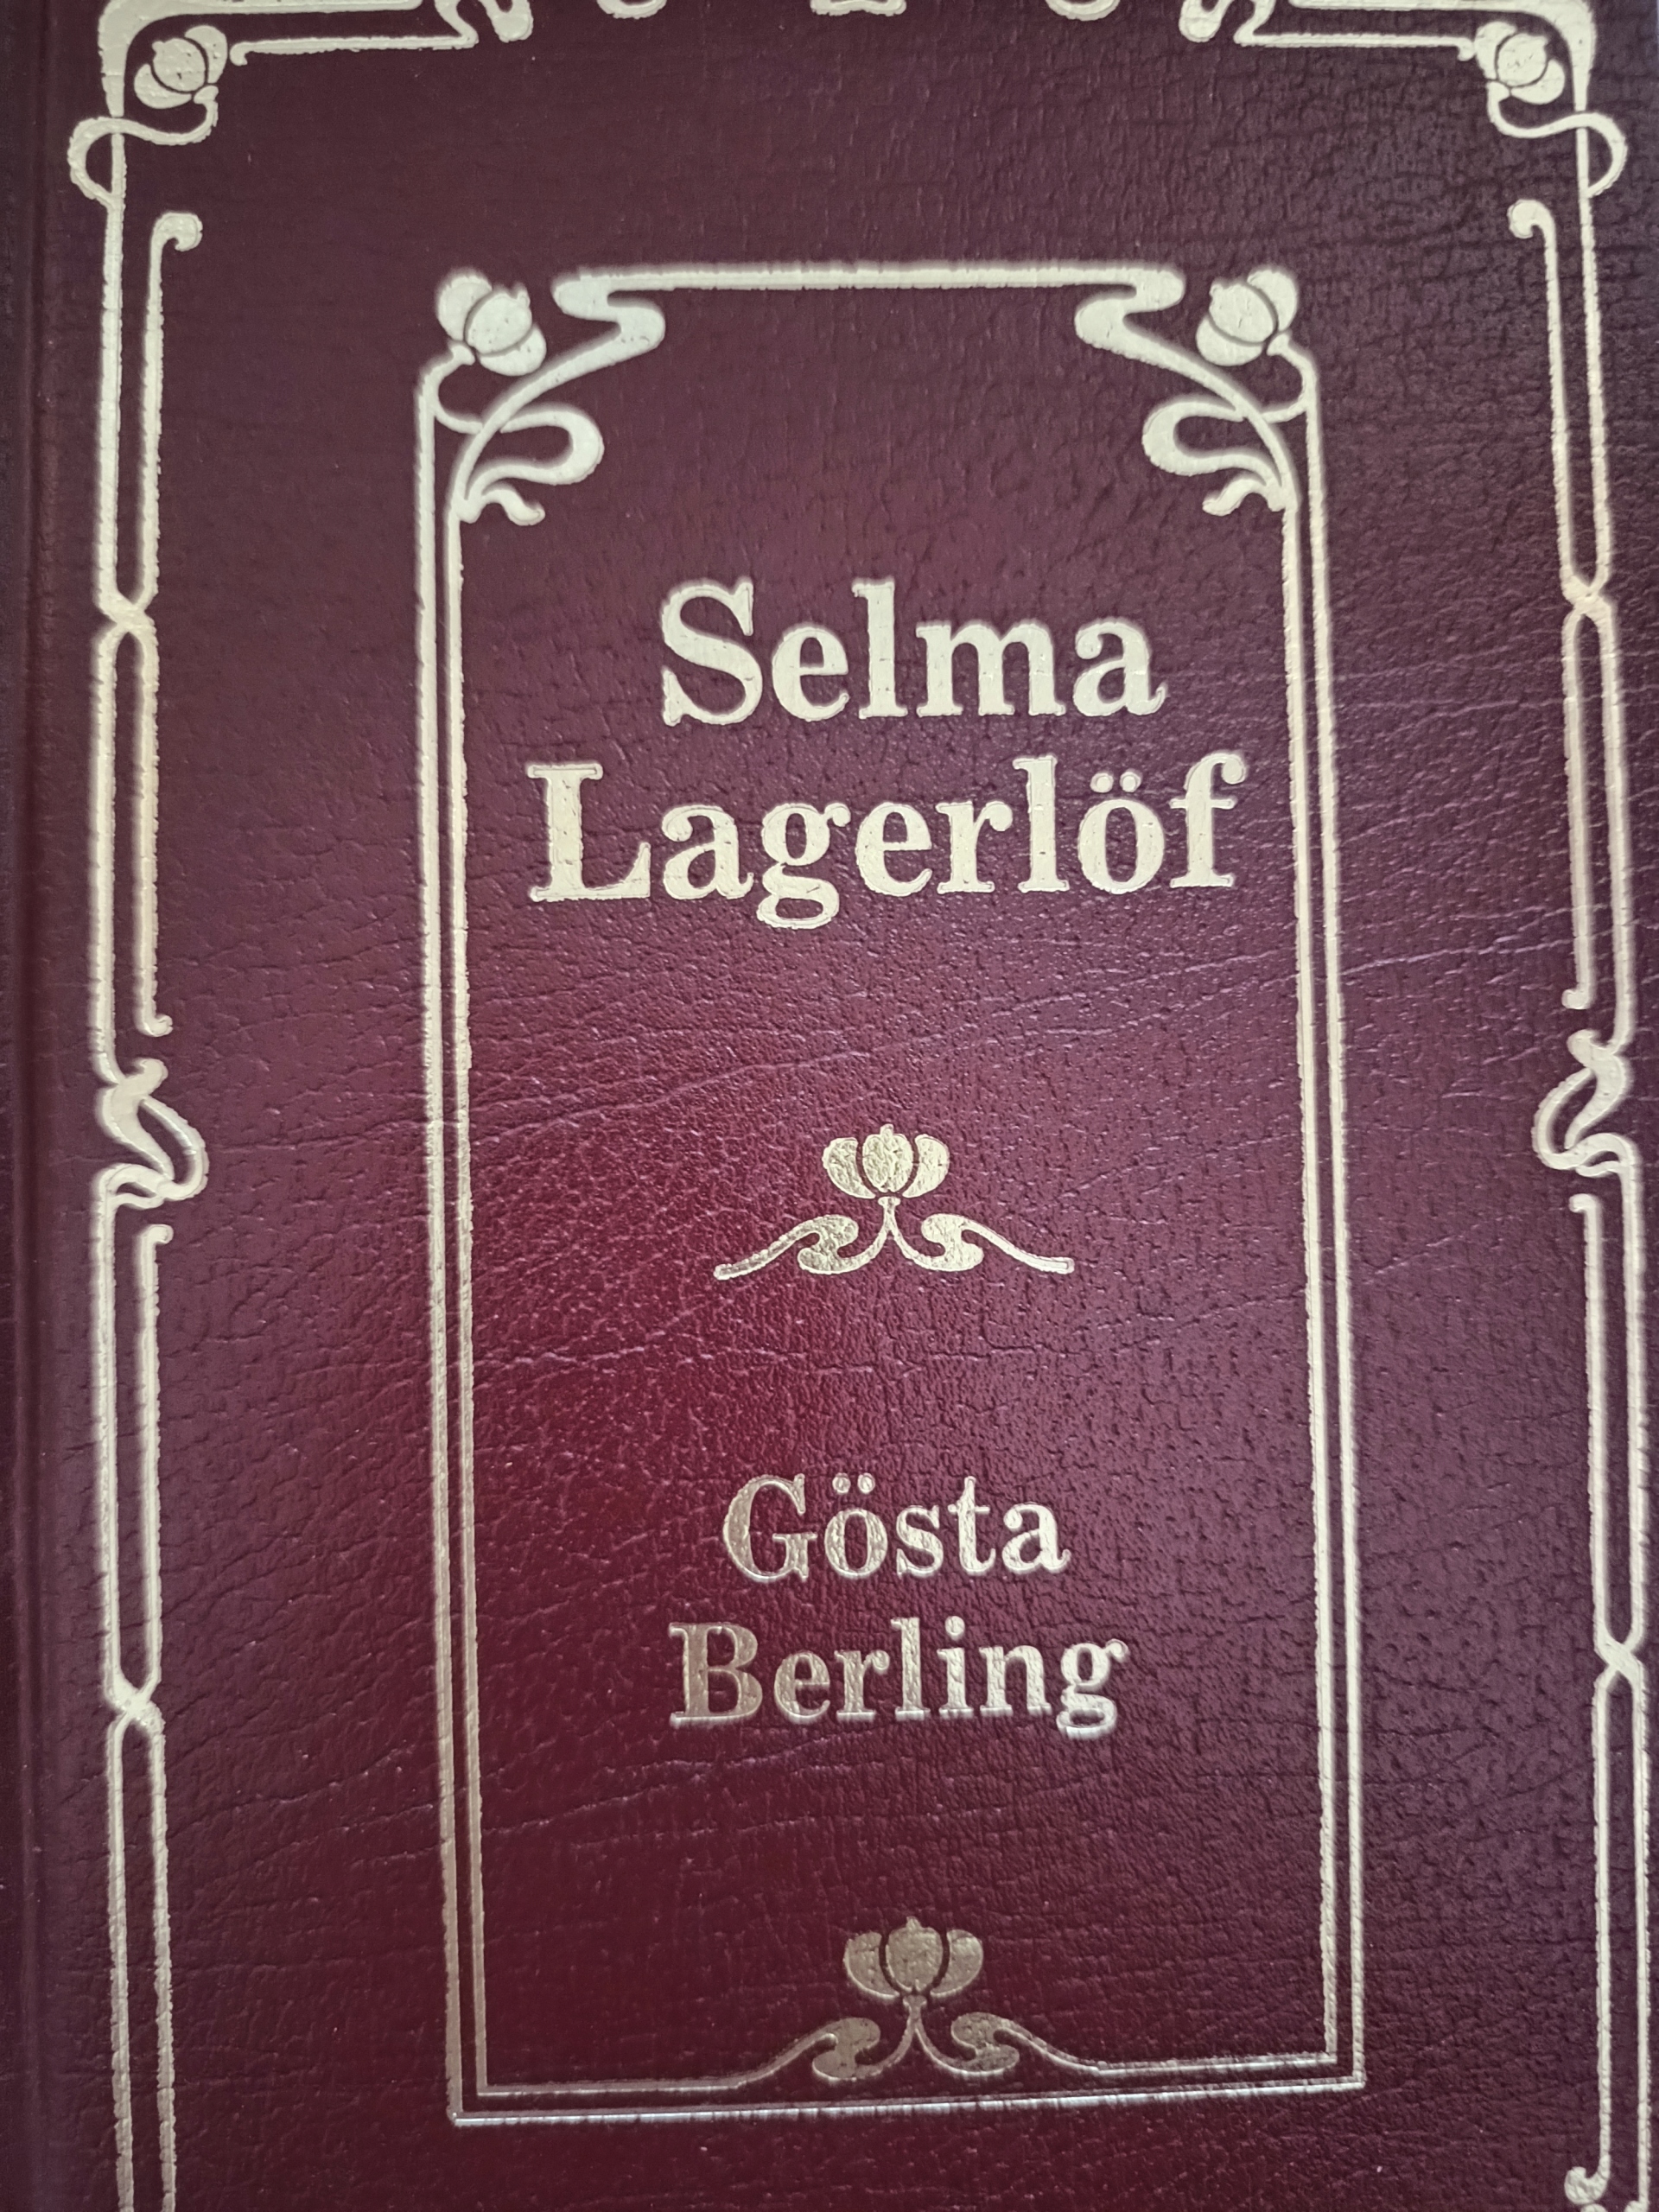 Selma
Lagerlöf
Gösta
Berling